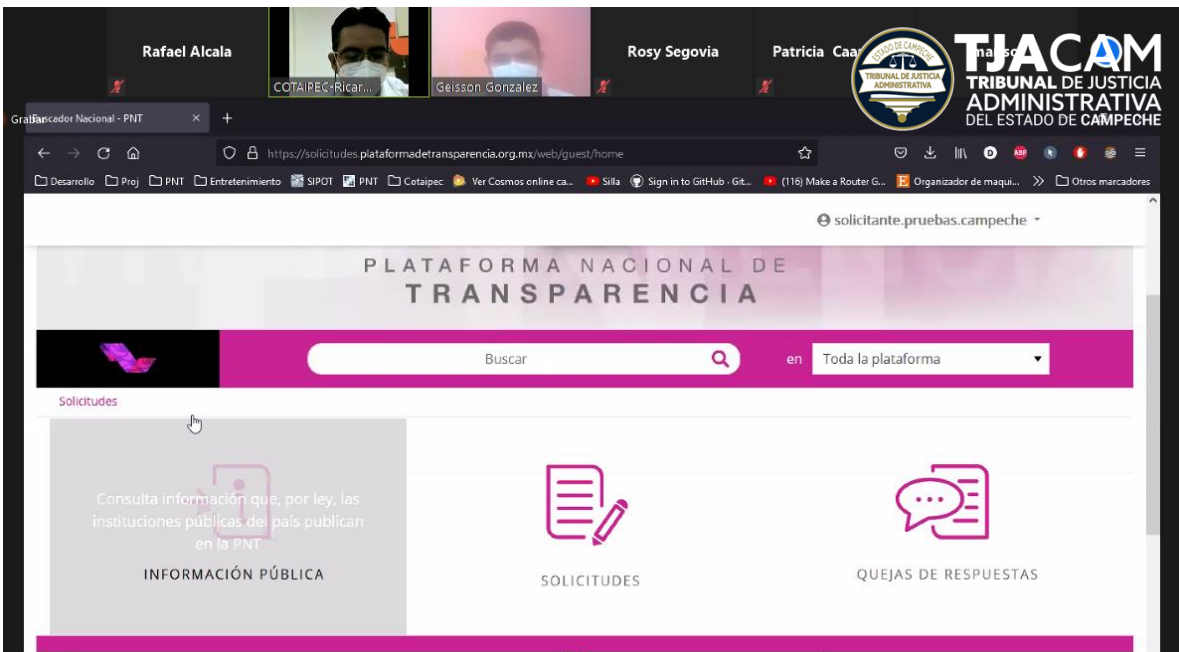 Rafael Alcala
COTAIPEC-Ricar...
Geisson Gonzalez
Rosy Segovia
Patricia
TRIBUNAL DE JUSTICIA
ADMINISTRATIVA
TJACAM
TRIBUNAL DE JUSTICIA
ADMINISTRATIVA
DEL ESTADO DE CAMPECHE
Buscador Nacional - PNT
https://solicitudes.plataformadetransparencia.org.mx/web/guest/home
Desarrollo Proj PNT Entretenimiento SIPOT PNT Cotaipec Ver Cosmos online ca... Silla Sign in to GitHub · Git... (116) Make a Router G... Organizador de maqui... Otros marcadores
solicitante.pruebas.campeche
PLATAFORMA NACIONAL DE
TRANSPARENCIA
Buscar en Toda la plataforma
Solicitudes
Consulta información que, por ley, las
instituciones públicas del país publican
en la PNT
INFORMACIÓN PÚBLICA
SOLICITUDES
QUEJAS DE RESPUESTAS